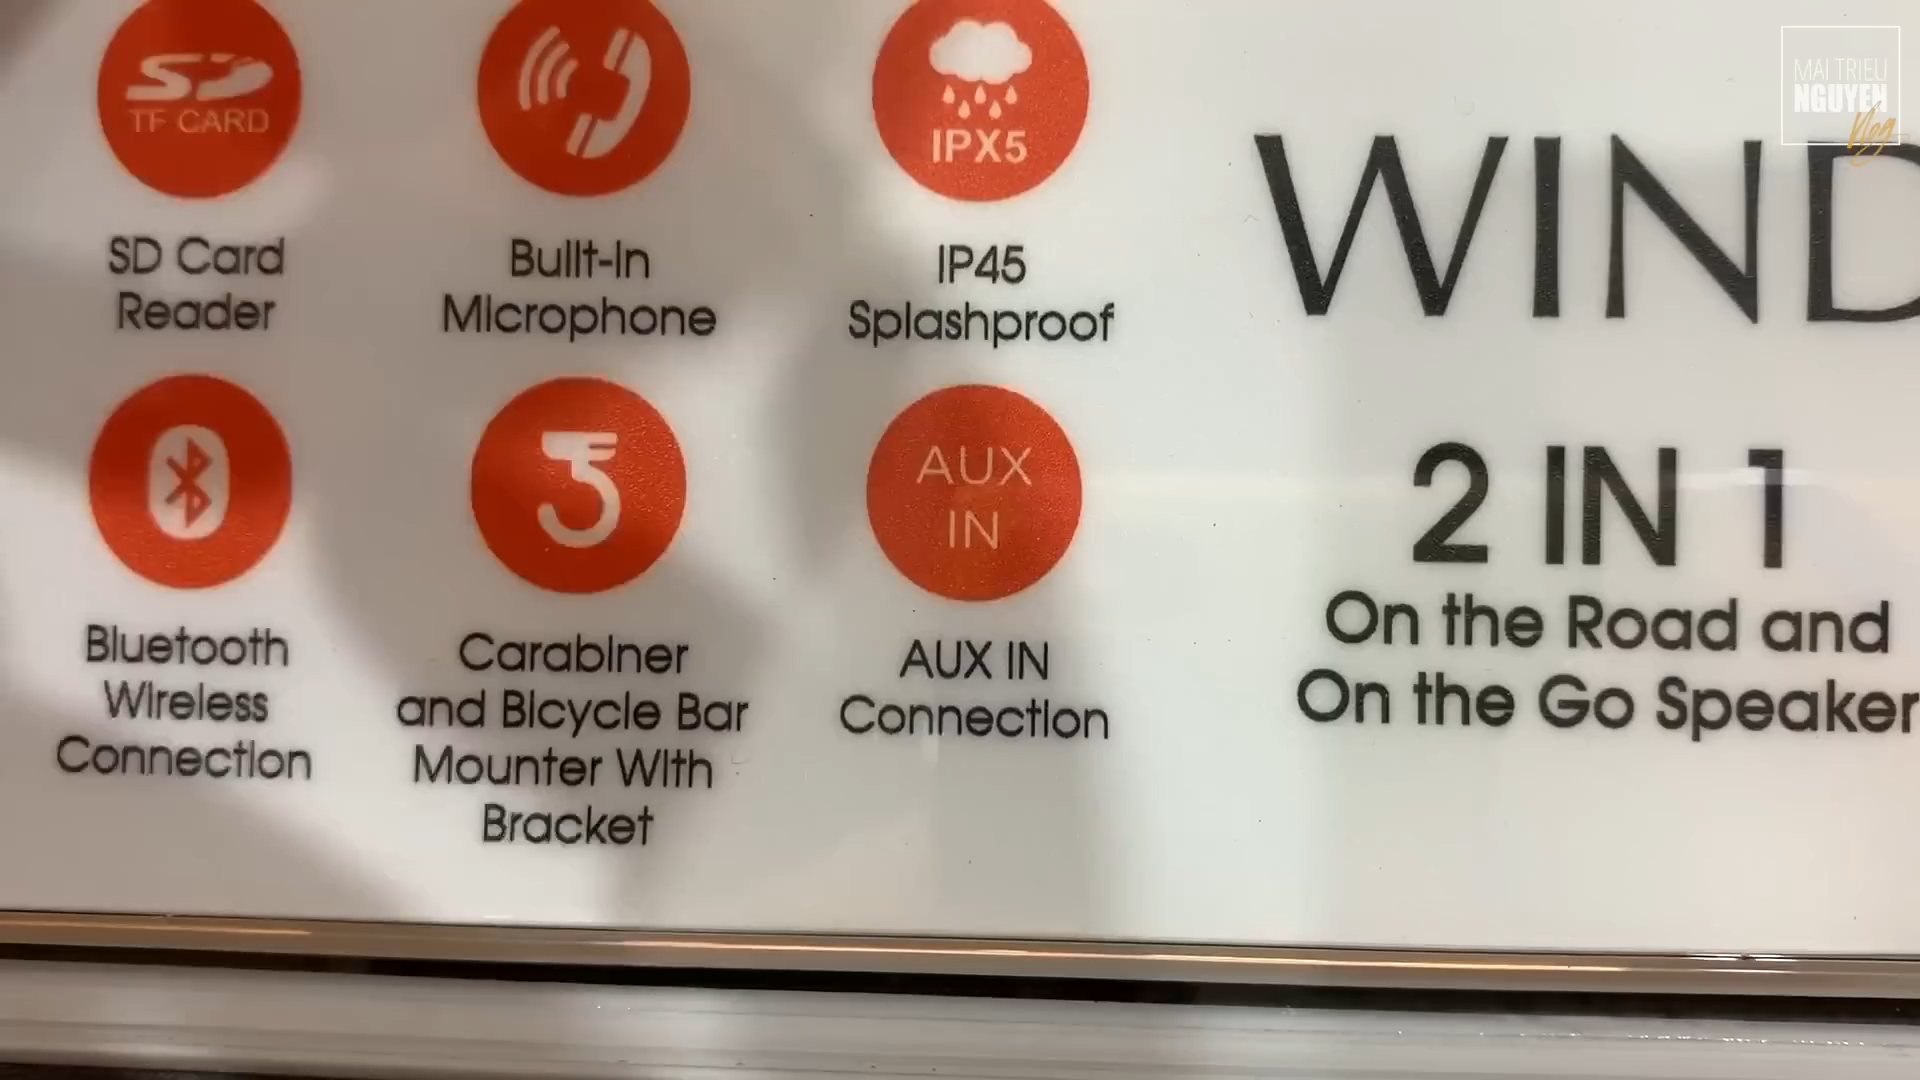 SD
TF CARD
SD Card
Reader
Built-In
Microphone
IPX5
IP45
Splashproof
Bluetooth
Wireless
Connection
Carabiner
and Bicycle Bar
Mounter With
Bracket
AUX
IN
AUX IN
Connection
WIND
2 IN 1
On the Road and
On the Go Speaker
MAI TRIEU
NGUYEN
Vlog